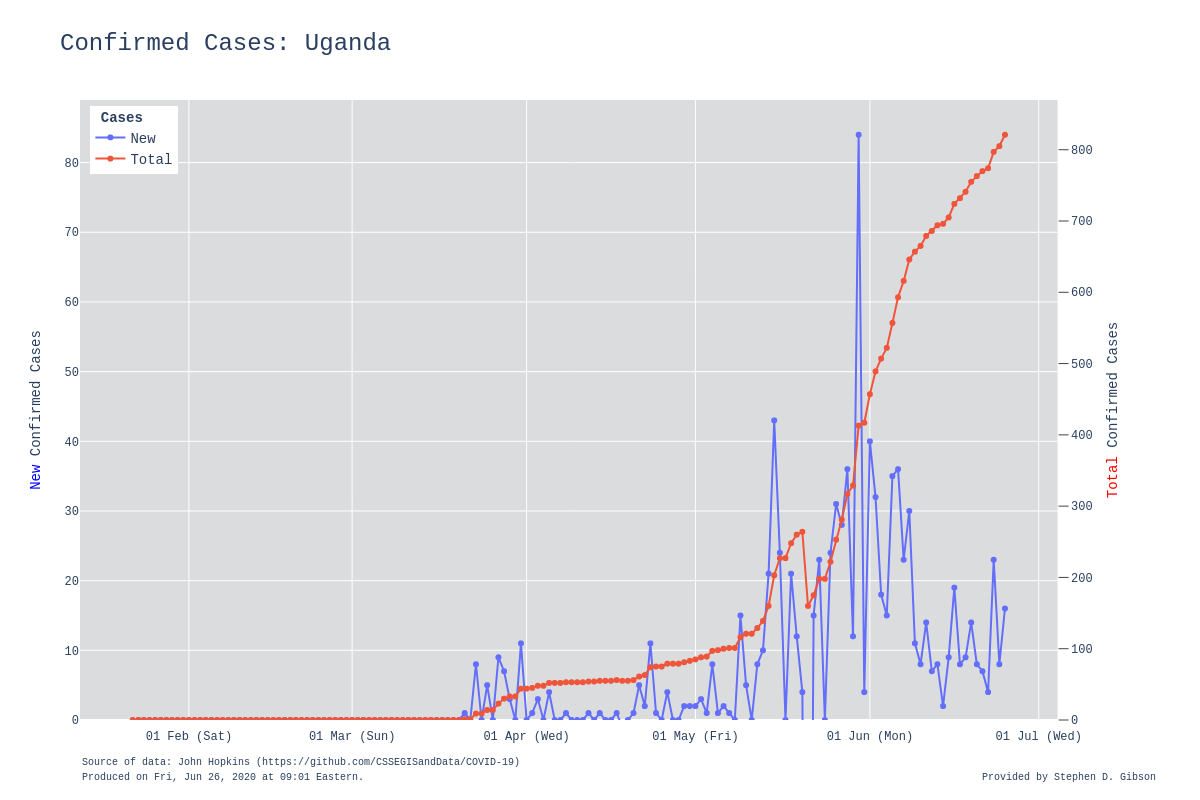 Confirmed Cases: Uganda
Cases
New
Total
80
70
60
50
40
30
20
10
0
New Confirmed Cases
800
700
600
500
400
300
200
100
0
Total Confirmed Cases
01 Feb (Sat) 01 Mar (Sun) 01 Apr (Wed) 01 May (Fri) 01 Jun (Mon) 01 Jul (Wed)
Source of data: John Hopkins (https://github.com/CSSEGISandData/COVID-19)
Produced on Fri, Jun 26, 2020 at 09:01 Eastern.
Provided by Stephen D. Gibson